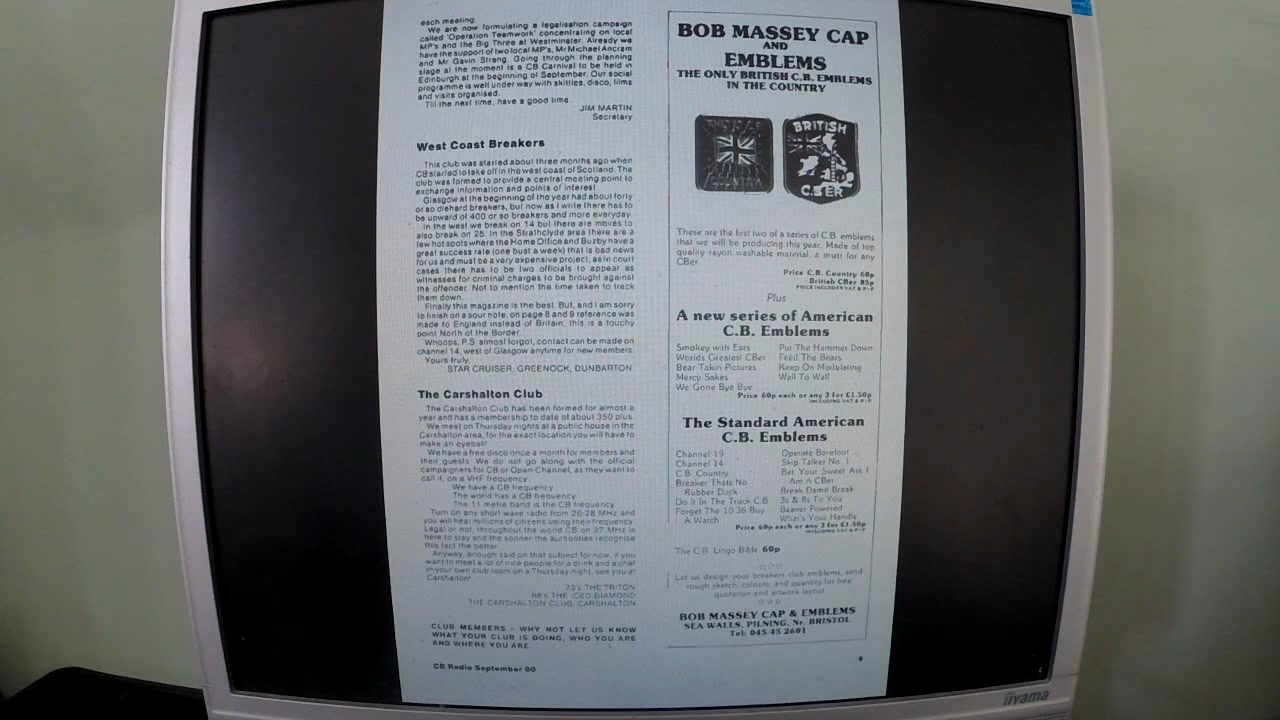 each meeting.
We are now formulating a legalisation campaign
called 'Operation Teamwork' concentrating on local
MP's and the Big Three at Westminster. Already we
have the support of two local MP's, Mr Michael Ancram
and Mr Gavin Strang. Going through the planning
stage at the moment is a CB Carnival to be held in
Edinburgh at the beginning of September. Our social
programme is well under way with skittles, disco, films
and visits organised.
Till the next time, have a good time.
JIM MARTIN
Secretary
West Coast Breakers
This club was started about three months ago when
CB started to take off in the west coast of Scotland. The
club was formed to provide a central meeting point to
exchange information and points of interest
Glasgow at the beginning of the year had about forty
or so diehard breakers, but now as I write there has to
be upward of 400 or so breakers and more everyday.
In the west we break on 14 but there are moves to
also break on 25. In the Strathclyde area there are a
few hot spots where the Home Office and Buzby have a
great success rate (one bust a week) that is bad news
for us and must be a very expensive project, as in court
cases there has to be two officials to appear as
witnesses for criminal charges to be brought against
the offender. Not to mention the time taken to track
them down.
Finally this magazine is the best. But, and I am sorry
to finish on a sour note, on page 8 and 9 reference was
made to England instead of Britain, this is a touchy
point North of the Border.
Whoops, P.S. almost forgot, contact can be made on
channel 14, west of Glasgow anytime for new members.
Yours truly,
STAR CRUISER, GREENOCK, DUNBARTON
The Carshalton Club
The Carshalton Club has been formed for almost a
year and has a membership to date of about 350 plus.
We meet on Thursday nights at a public house in the
Carshalton area, for the exact location you will have to
make an eyeball!
We have a free disco once a month for members and
their guests. We do not go along with the official
campaigners for CB or Open Channel, as they want to
call it, on a VHF frequency.
We have a CB frequency
The world has a CB frequency
The 11 metre band is the CB frequency
Turn on any short wave radio from 26-28 MHz and
you will hear millions of citizens using their frequency.
Legal or not, throughout the world CB on 27 MHz is
here to stay and the sooner the authorities recognise
this fact the better.
Anyway, enough said on that subject for now, if you
want to meet a lot of nice people for a drink and a chat
in your own club room on a Thursday night, see you at
Carshalton!
73's THE TRITON
88's THE ICED DIAMOND
THE CARSHALTON CLUB, CARSHALTON
CLUB MEMBERS – WHY NOT LET US KNOW
WHAT YOUR CLUB IS DOING, WHO YOU ARE
AND WHERE YOU ARE
CB Radio September 80
BOB MASSEY CAP
AND
EMBLEMS
THE ONLY BRITISH C.B. EMBLEMS
IN THE COUNTRY
THIS IS C.B.
COUNTRY
BRITISH
C.B'ER
These are the first two of a series of C.B. emblems
that we will be producing this year. Made of top
quality rayon washable material, a must for any
CBer
Price C.B. Country 60p
British CBer 85p
PRICE INCLUDES VAT & P+P
Plus
A new series of American
C.B. Emblems
Smokey with Ears
Worlds Greatest CBer
Bear Takin Pictures
Mercy Sakes
We Gone Bye Bye
Put The Hammer Down
Feed The Bears
Keep On Modulating
Wall To Wall
Price 60p each or any 3 for £1.50p
INCLUDING VAT & P+P
The Standard American
C.B. Emblems
Channel 19
Channel 14
C.B. Country
Breaker Thats No
Rubber Duck
Do It In The Truck C.B
Forget The 10:36 Buy
A Watch
Operate Barefoot
Skip Talker No. 1
Bet Your Sweet Ass I
Am A CBer
Break Damit Break
3s & 8s To You
Beaver Powered
What's Your Handle
Price 60p each or any 3 for £1.50p
INCLUDING VAT & P+P
The C.B. Lingo Bible 60p
Let us design your breakers club emblems, send
rough sketch, colours, and quantity for free
quotation and artwork layout
BOB MASSEY CAP & EMBLEMS
SEA WALLS, PILNING, Nr. BRISTOL
Tel: 045 45 2601
iiyama